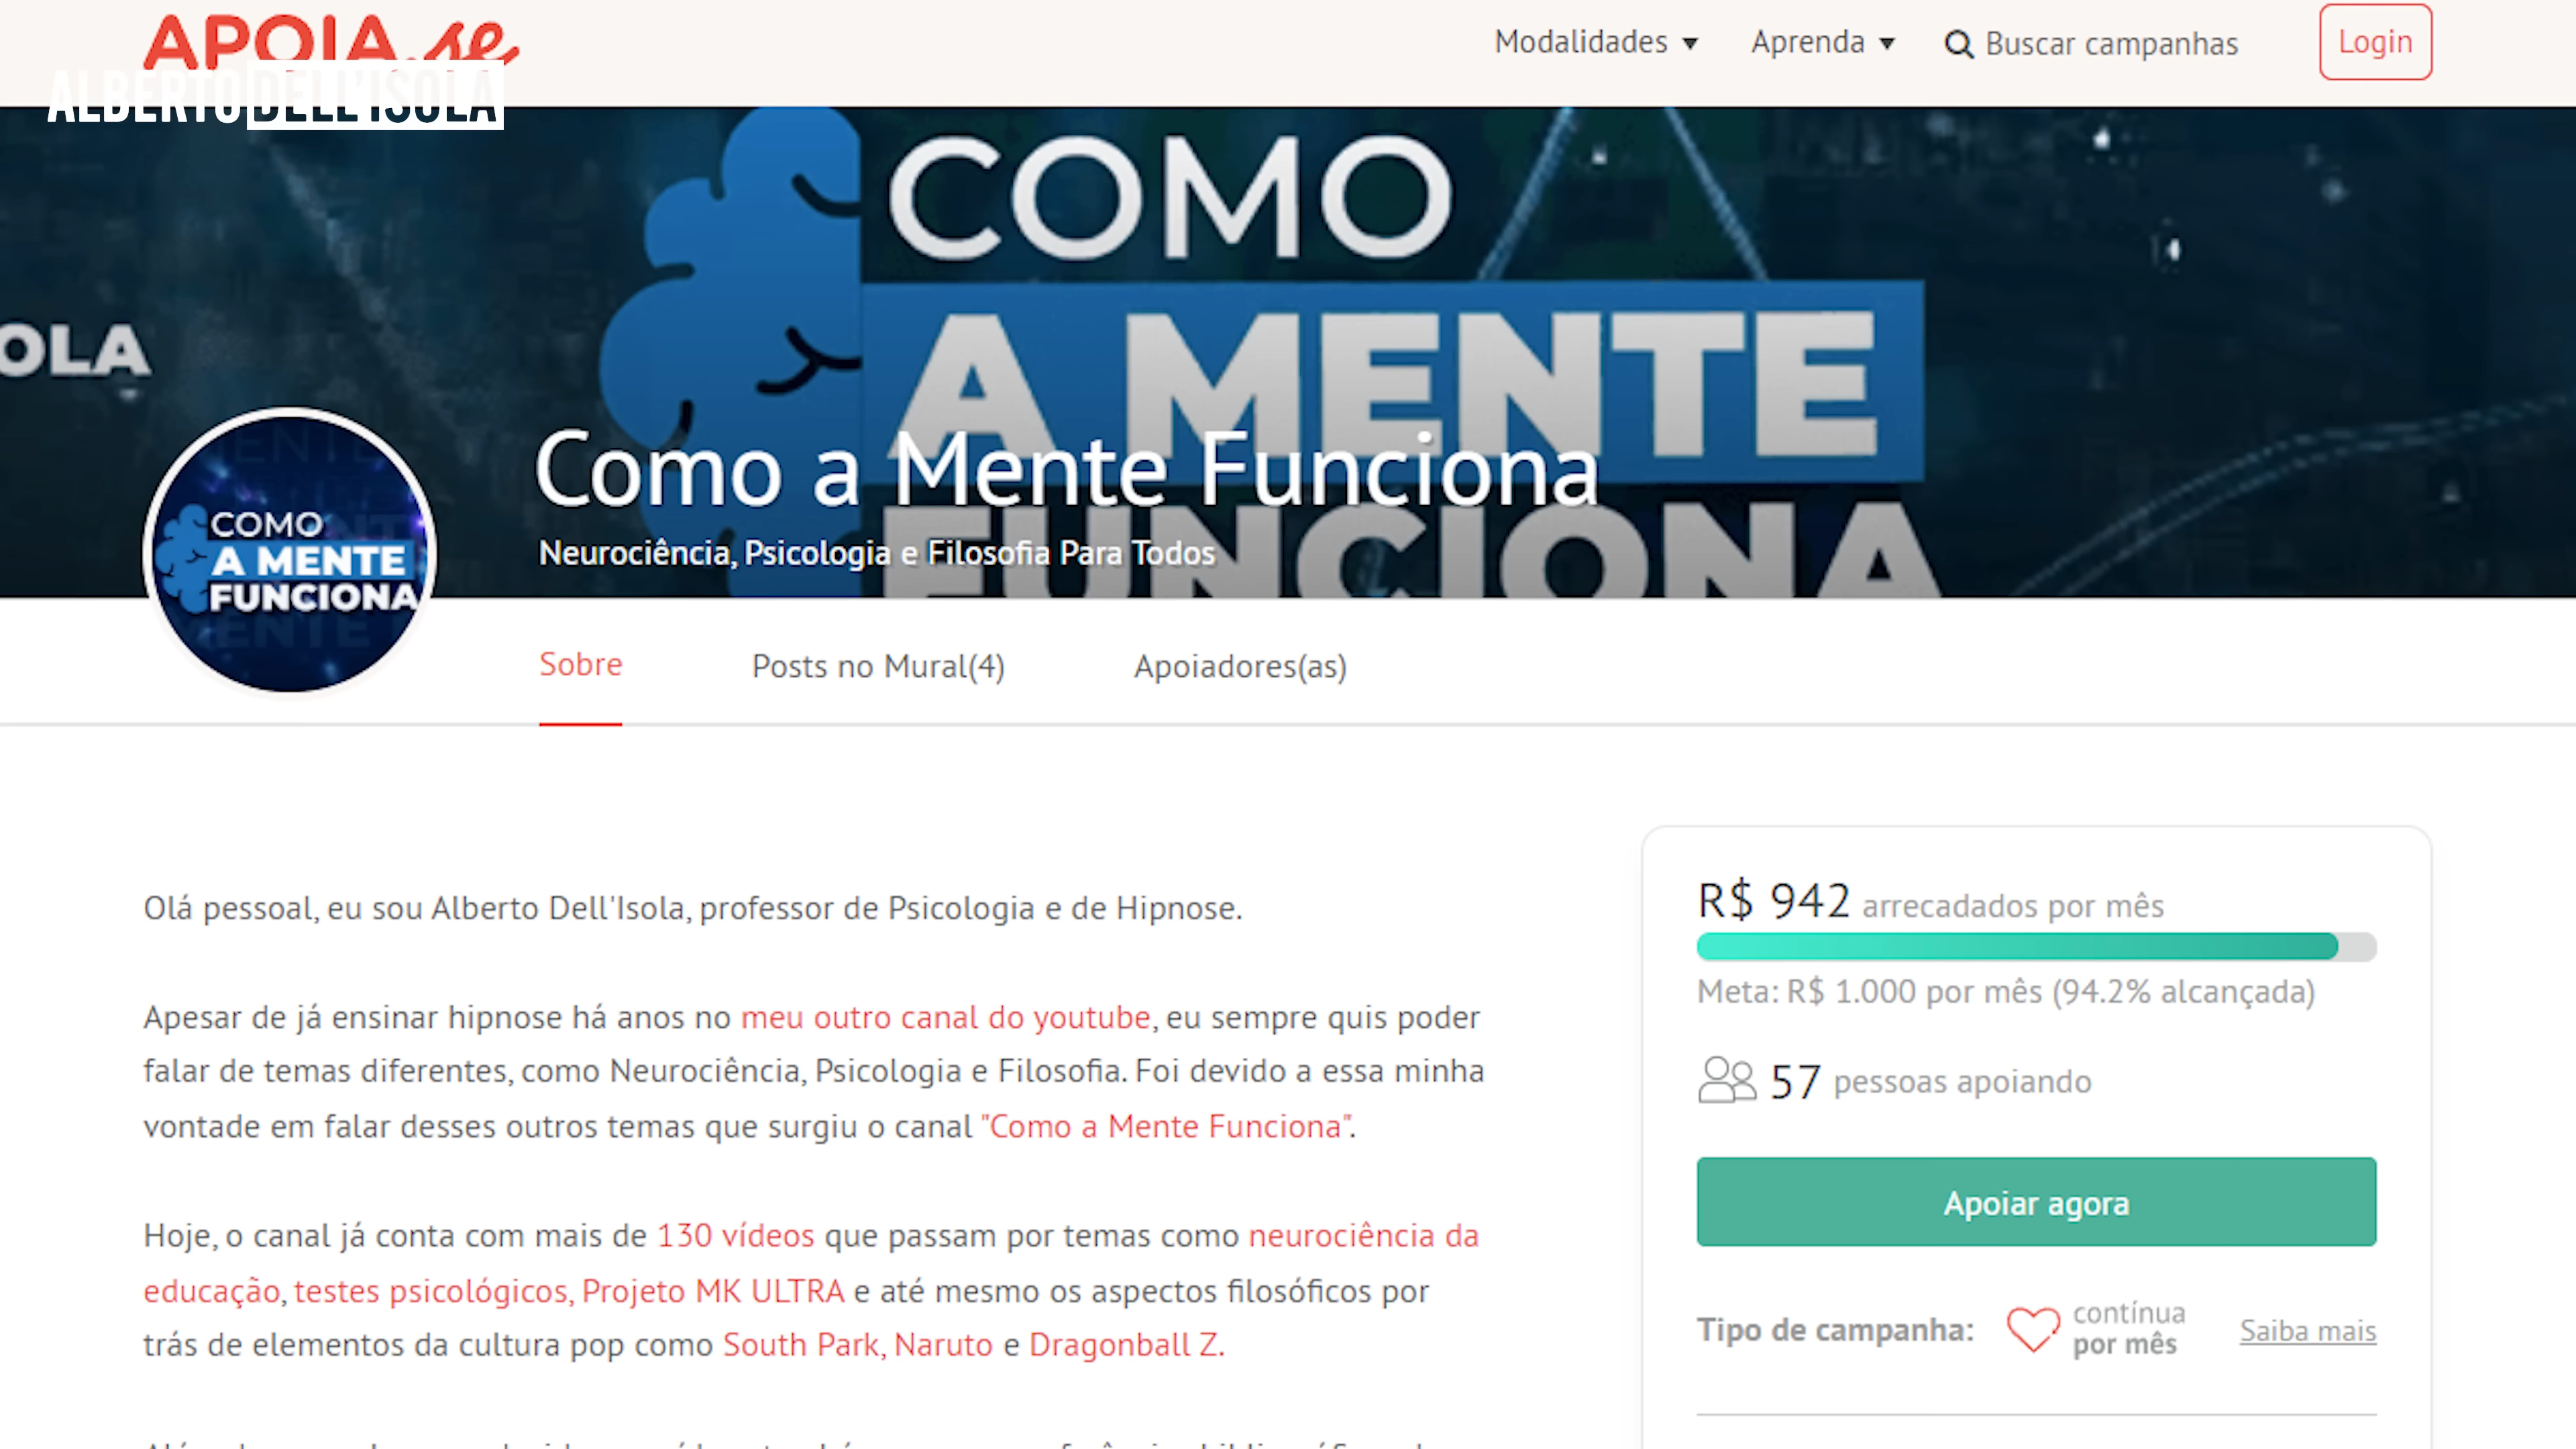 APOIA.se
Modalidades
Aprenda
Buscar campanhas
Login
ALBERTO DELL'ISOLA
COMO
A MENTE
FUNCIONA
OLA
Como a Mente Funciona
Neurociência, Psicologia e Filosofia Para Todos
COMO
A MENTE
FUNCIONA
Sobre
Posts no Mural(4)
Apoiadores(as)
Olá pessoal, eu sou Alberto Dell'Isola, professor de Psicologia e de Hipnose.
Apesar de já ensinar hipnose há anos no meu outro canal do youtube, eu sempre quis poder
falar de temas diferentes, como Neurociência, Psicologia e Filosofia. Foi devido a essa minha
vontade em falar desses outros temas que surgiu o canal "Como a Mente Funciona".
Hoje, o canal já conta com mais de 130 vídeos que passam por temas como neurociência da
educação, testes psicológicos, Projeto MK ULTRA e até mesmo os aspectos filosóficos por
trás de elementos da cultura pop como South Park, Naruto e Dragonball Z.
R$ 942 arrecadados por mês
Meta: R$ 1.000 por mês (94.2% alcançada)
57 pessoas apoiando
Apoiar agora
Tipo de campanha:
contínua
por mês
Saiba mais